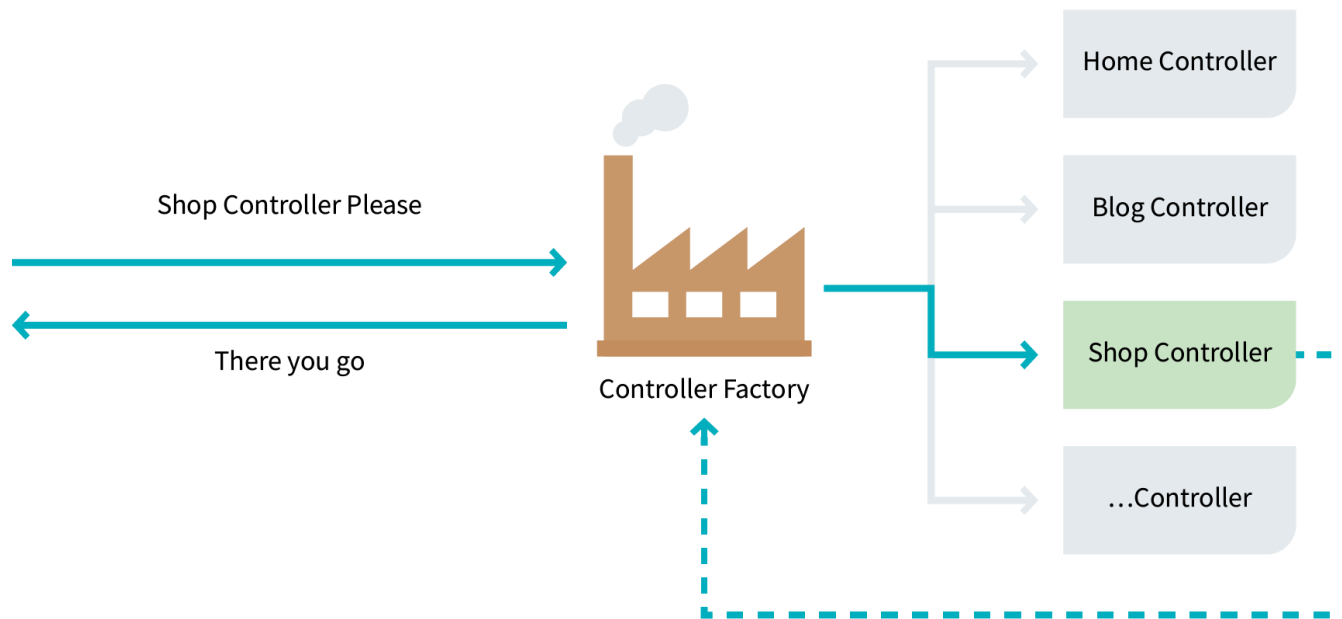 Shop Controller Please
There you go
Controller Factory
Home Controller
Blog Controller
Shop Controller
...Controller